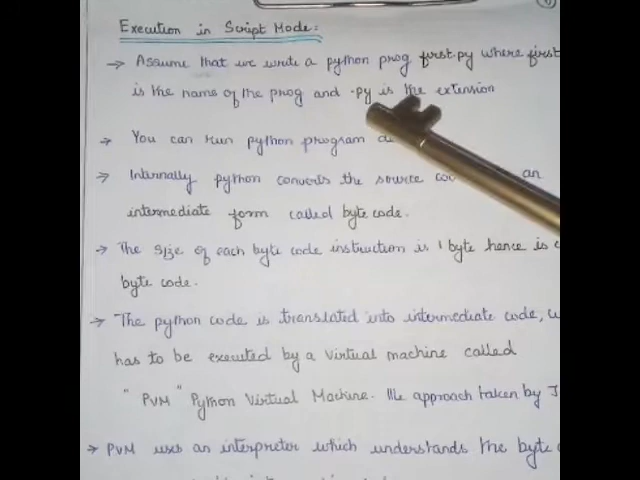 Execution in Script Mode:
→ Assume that we write a python prog first.py where first
is the name of the prog and .py is the extension
→ You can run python program
→ Internally python converts the source an
intermediate form called byte code.
→ The size of each byte code instruction is 1 byte hence is
byte code.
→ The python code is translated into intermediate code,
has to be executed by a virtual machine called
"PVM" Python Virtual Machine. The approach taken by J
→ PVM uses an interpreter which understands the byte